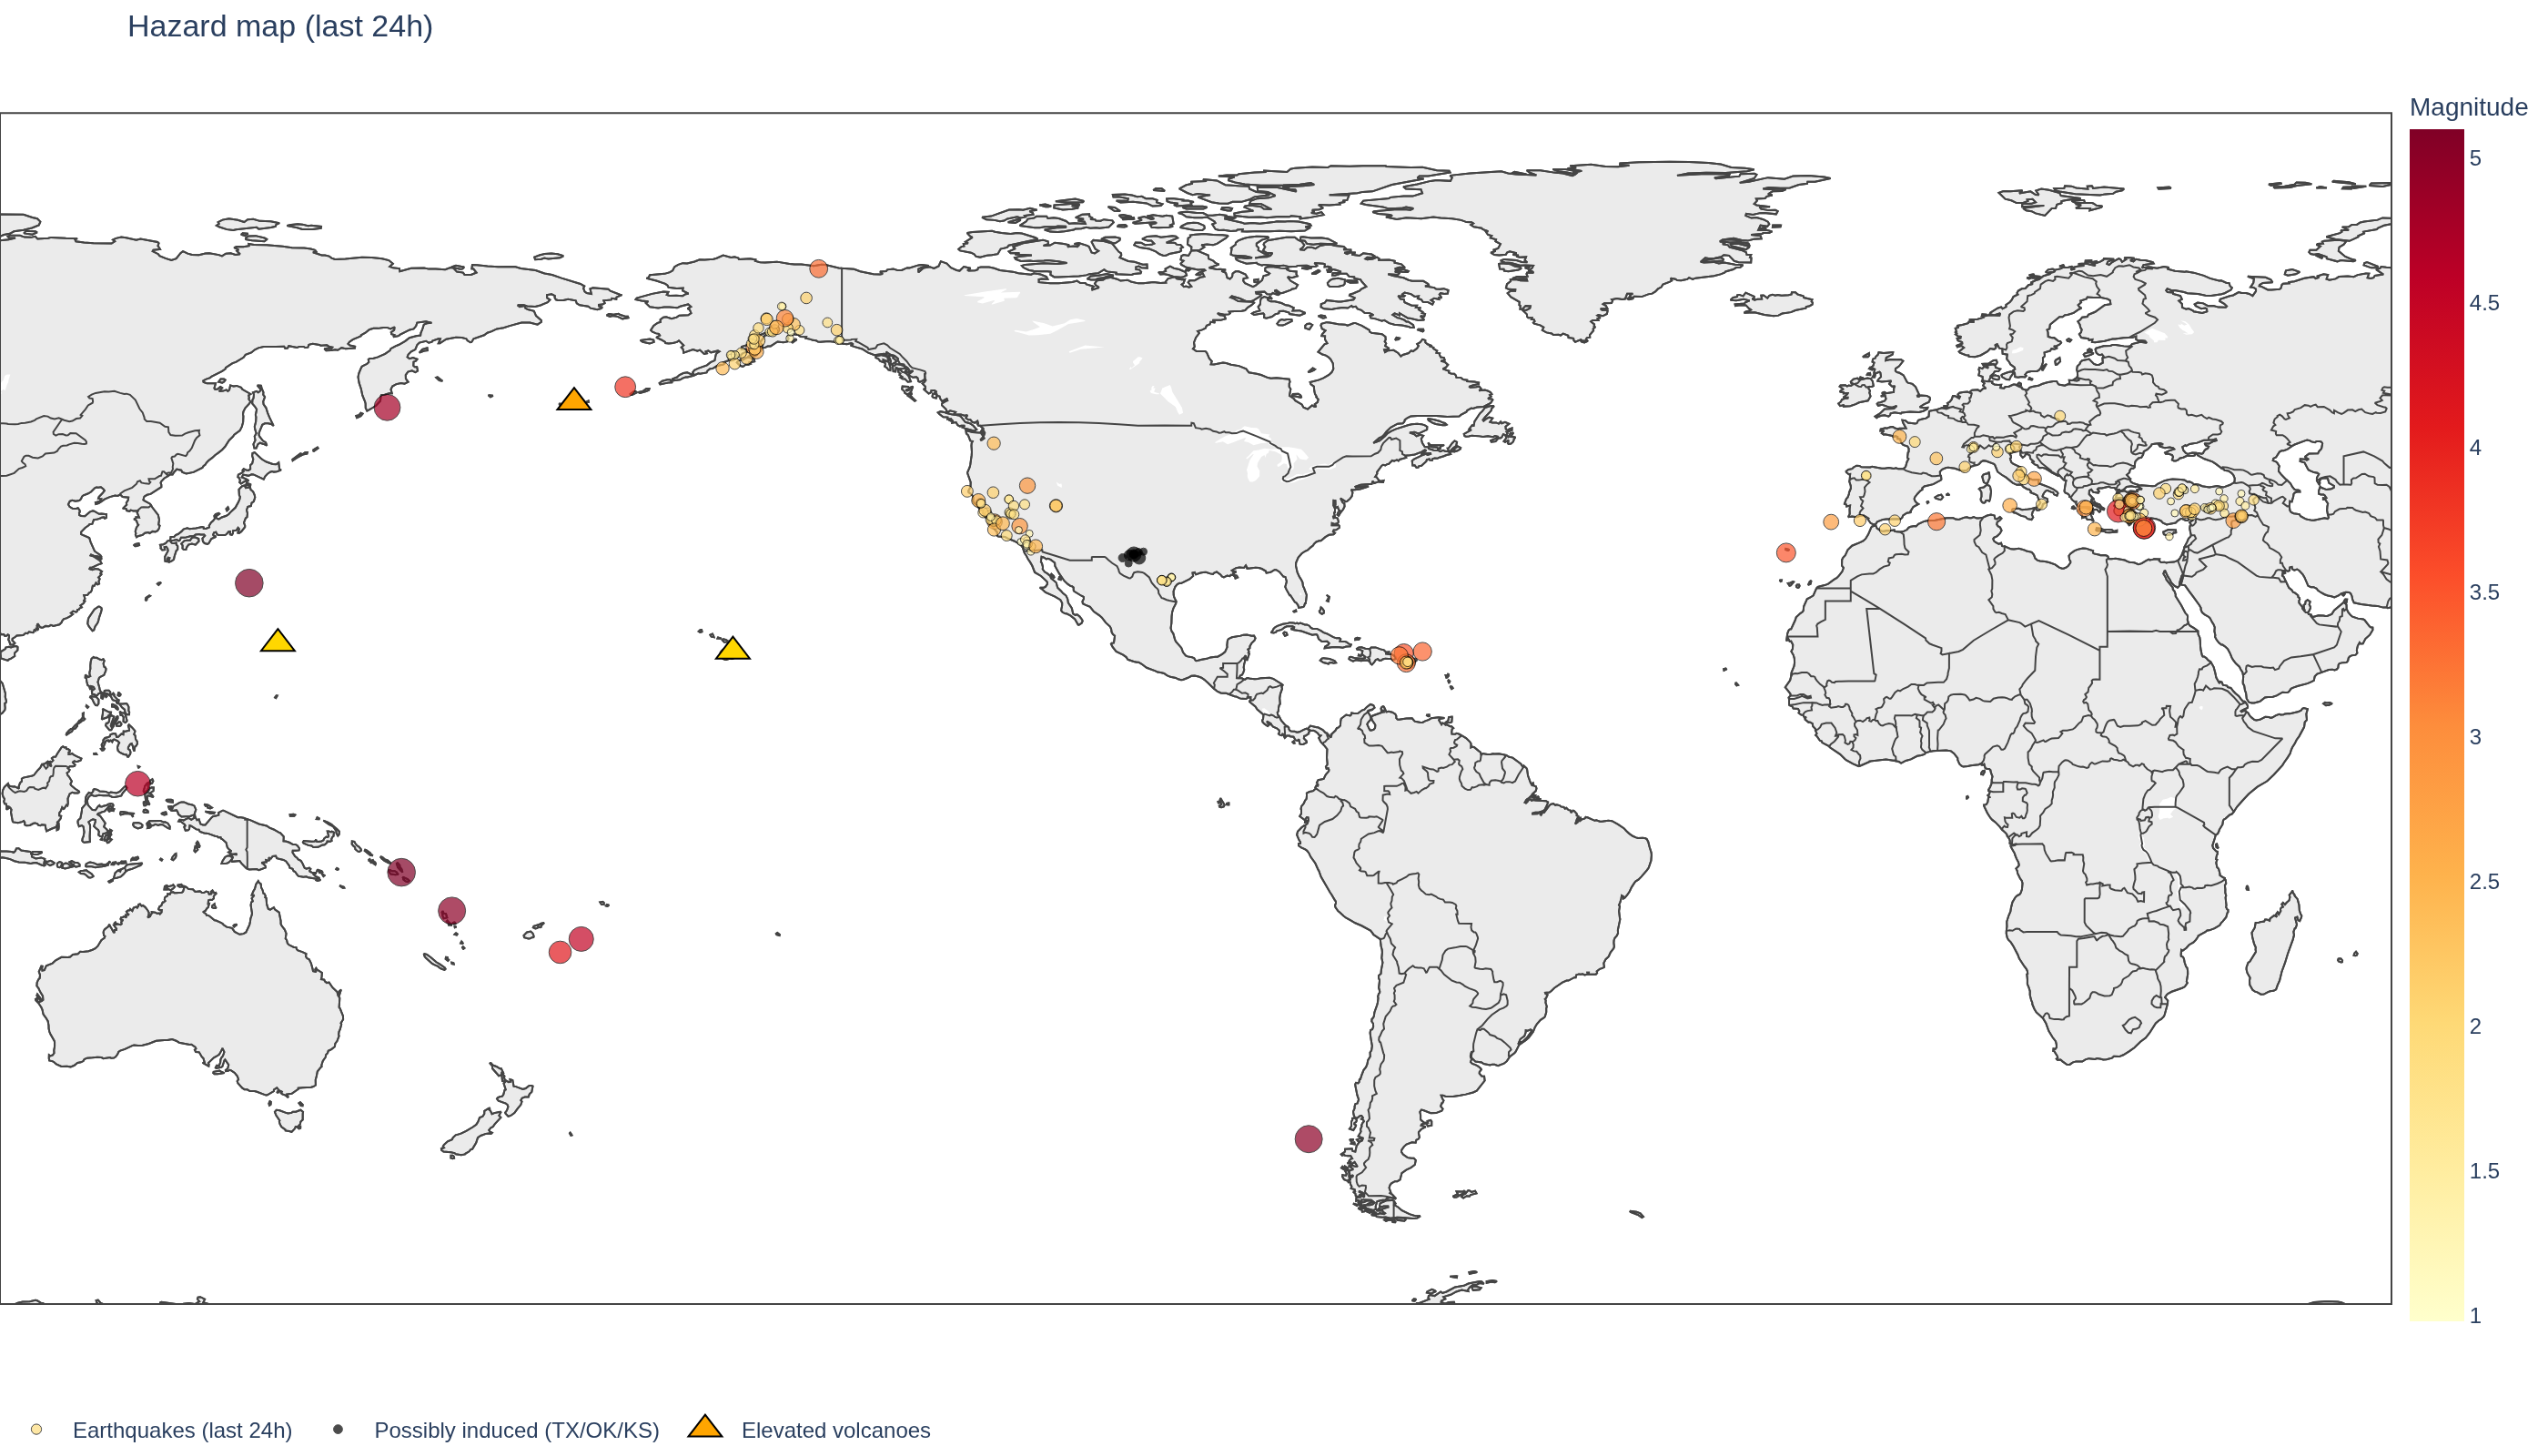 Hazard map (last 24h)
Magnitude
5
4.5
4
3.5
3
2.5
2
1.5
1
Earthquakes (last 24h)
Possibly induced (TX/OK/KS)
Elevated volcanoes